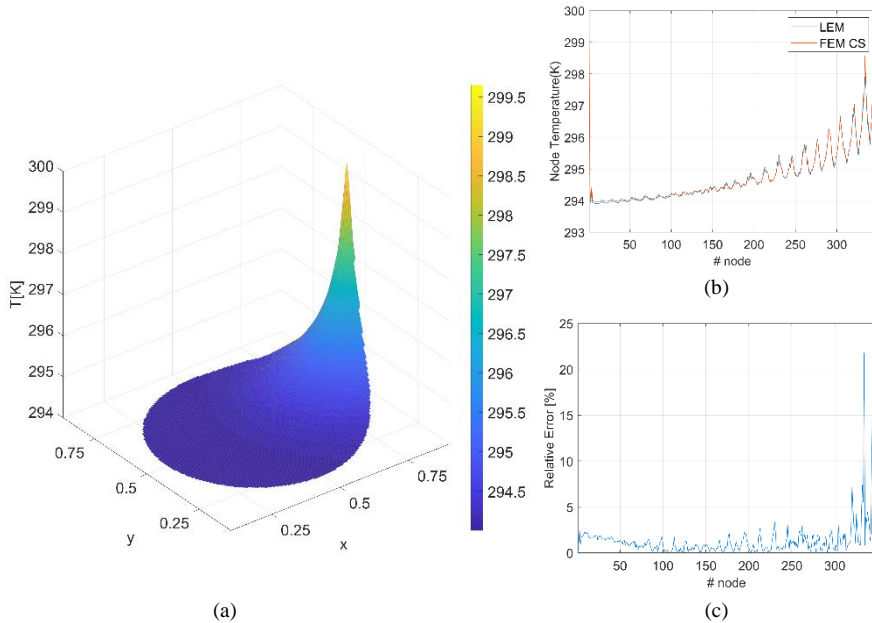 300
299
298
297
296
295
294
T[K]
0.75
0.5
0.25
y
0.25
0.5
0.75
x
299.5
299
298.5
298
297.5
297
296.5
296
295.5
295
294.5
(a)
300
299
298
297
296
295
294
293
Node Temperature(K)
LEM
FEM CS
50 100 150 200 250 300
# node
(b)
25
20
15
10
5
0
Relative Error [%]
50 100 150 200 250 300
# node
(c)